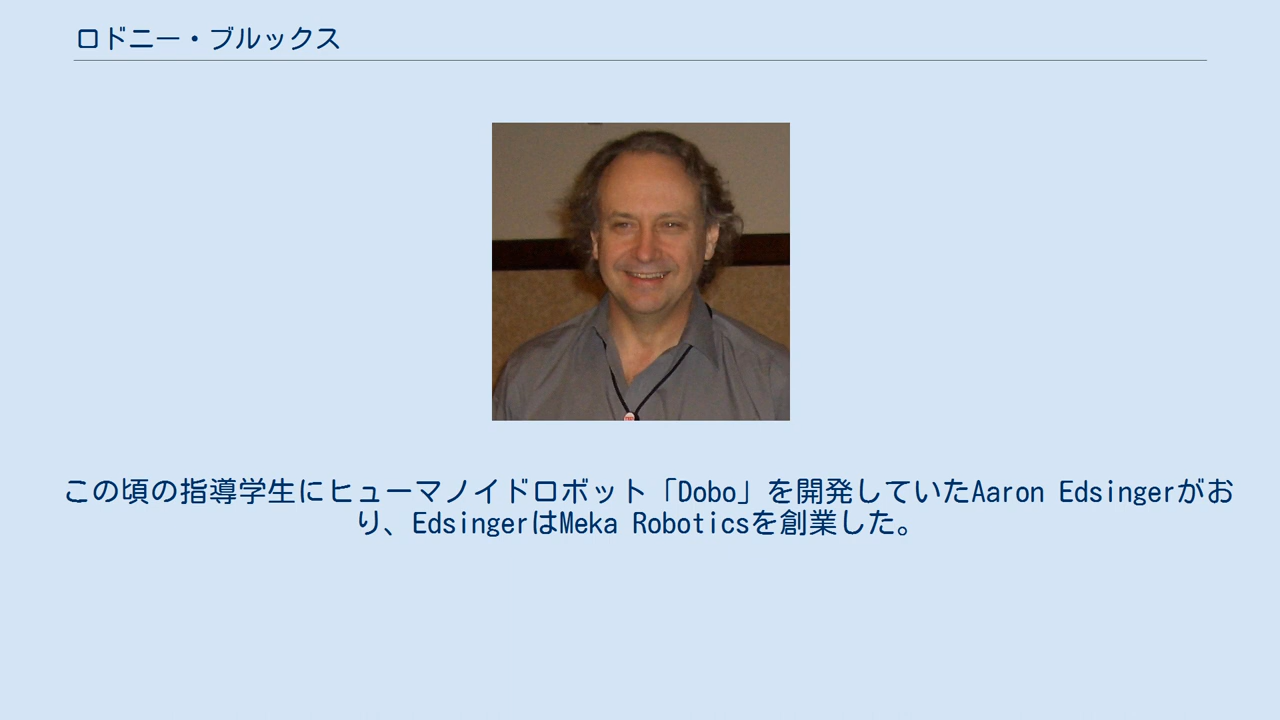 ロドニー・ブルックス
この頃の指導学生にヒューマノイドロボット「Dobo」を開発していたAaron Edsingerがお
り、EdsingerはMeka Roboticsを創業した。